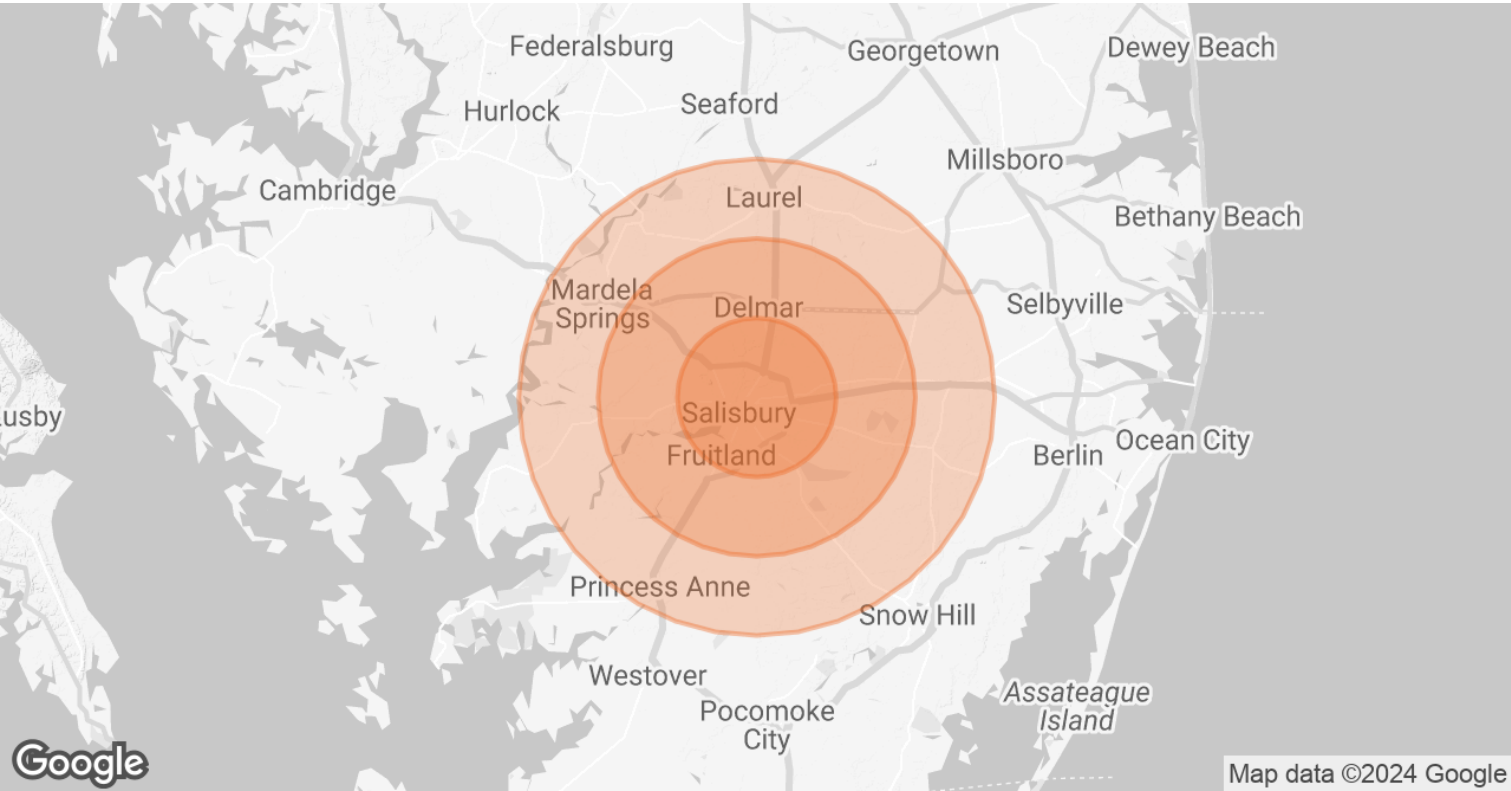 Federalsburg
Georgetown
Dewey Beach
Hurlock
Seaford
Millsboro
Cambridge
Laurel
Bethany Beach
Mardela
Springs
Delmar
Selbyville
Salisbury
usby
Fruitland
Berlin
Ocean City
Princess Anne
Snow Hill
Westover
Assateague
Island
Pocomoke
City
Google
Map data ©2024 Google